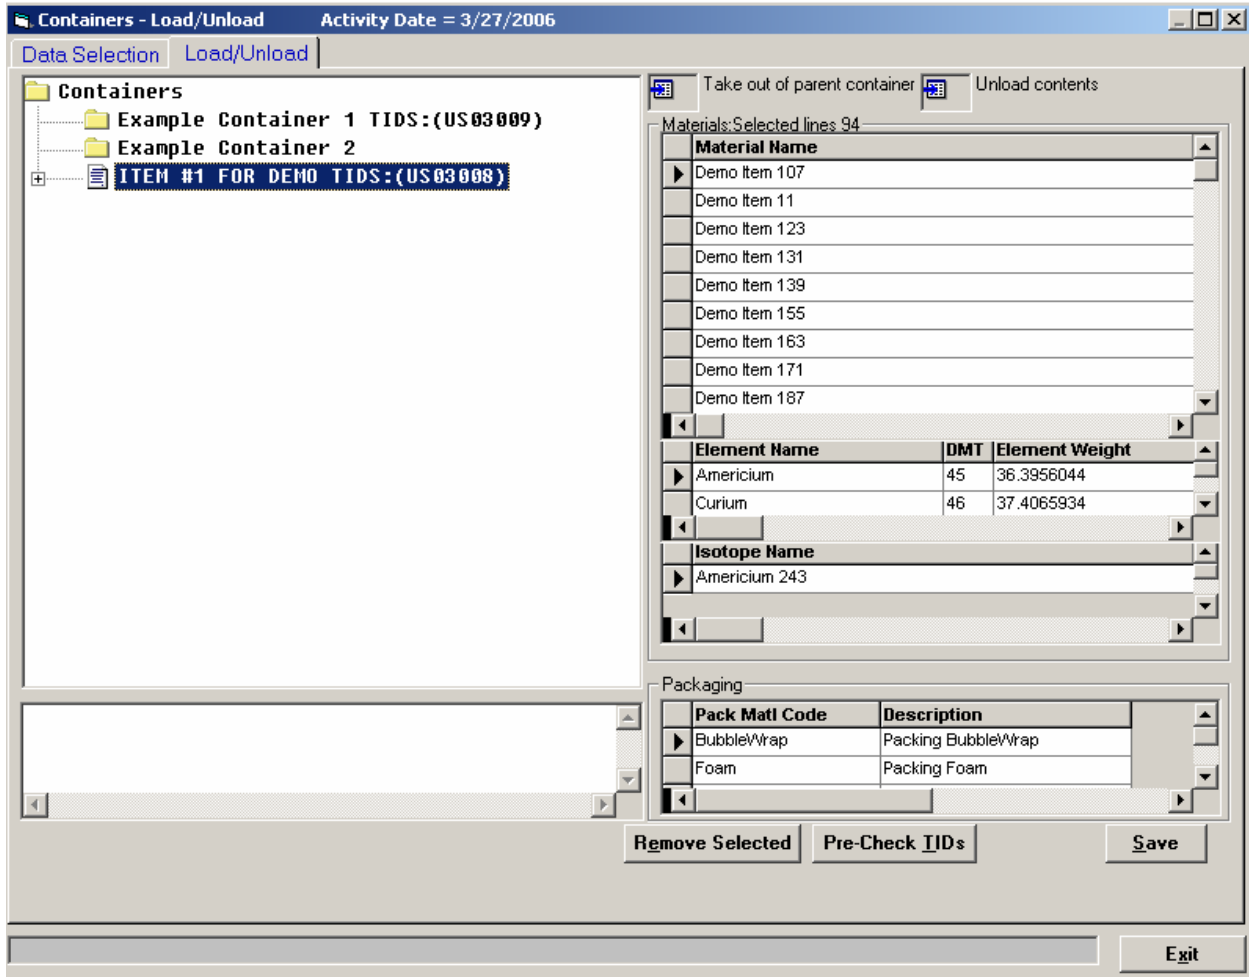 Containers - Load/Unload Activity Date = 3/27/2006
Data Selection Load/Unload
Containers
Example Container 1 TIDS:(US03009)
Example Container 2
ITEM #1 FOR DEMO TIDS:(US03008)
Take out of parent container Unload contents
Materials:Selected lines 94
Material Name
Demo Item 107
Demo Item 11
Demo Item 123
Demo Item 131
Demo Item 139
Demo Item 155
Demo Item 163
Demo Item 171
Demo Item 187
Element Name DMT Element Weight
Americium 45 36.3956044
Curium 46 37.4065934
Isotope Name
Americium 243
Packaging
Pack Matl Code Description
BubbleWrap Packing BubbleWrap
Foam Packing Foam
Remove Selected Pre-Check TIDs Save
Exit